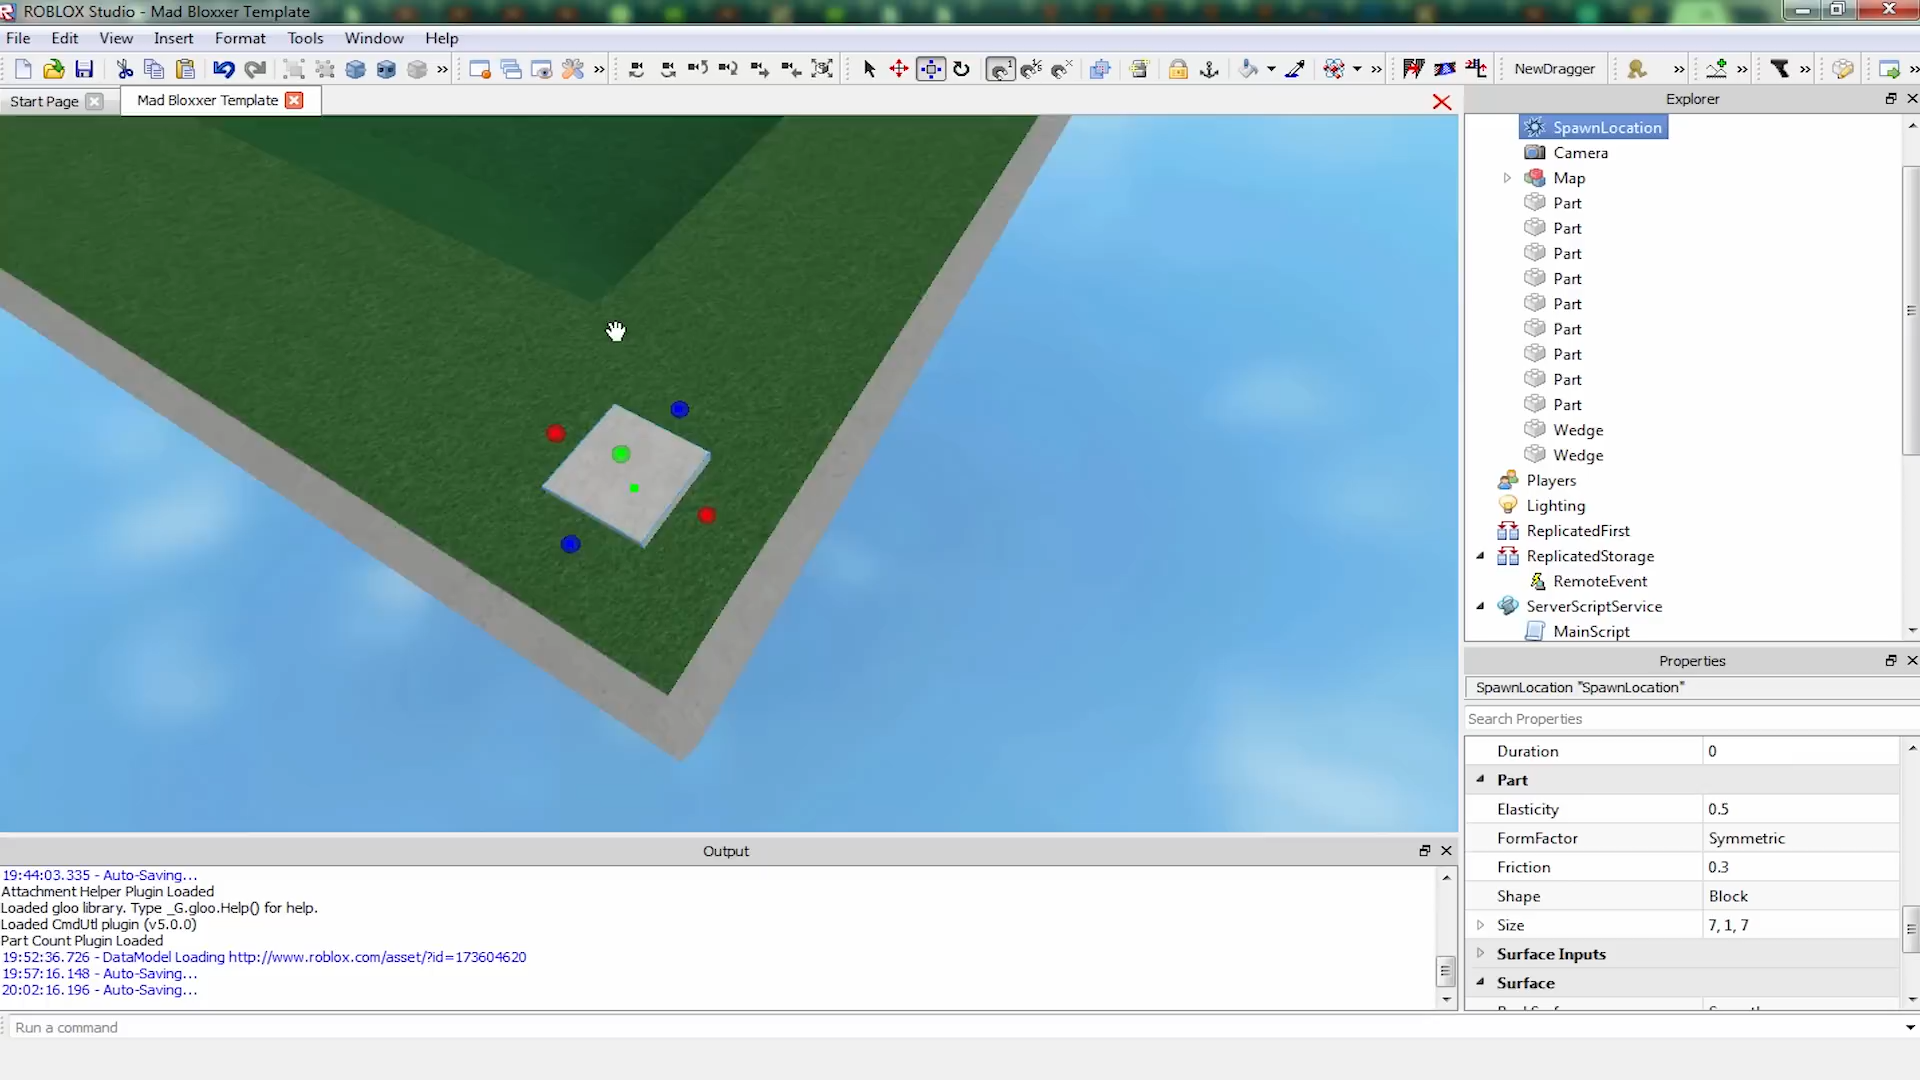 ROBLOX Studio - Mad Bloxxer Template
File Edit View Insert Format Tools Window Help
NewDragger
Start Page
Mad Bloxxer Template
Explorer
SpawnLocation
Camera
Map
Part
Part
Part
Part
Part
Part
Part
Part
Part
Wedge
Wedge
Players
Lighting
ReplicatedFirst
ReplicatedStorage
RemoteEvent
ServerScriptService
MainScript
Properties
SpawnLocation "SpawnLocation"
Search Properties
Duration 0
Part
Elasticity 0.5
FormFactor Symmetric
Friction 0.3
Shape Block
Size 7, 1, 7
Surface Inputs
Surface
Output
19:44:03.335 - Auto-Saving...
Attachment Helper Plugin Loaded
Loaded gloo library. Type _G.gloo.Help() for help.
Loaded CmdUtl plugin (v5.0.0)
Part Count Plugin Loaded
19:52:36.726 - DataModel Loading http://www.roblox.com/asset/?id=173604620
19:57:16.148 - Auto-Saving...
20:02:16.196 - Auto-Saving...
Run a command